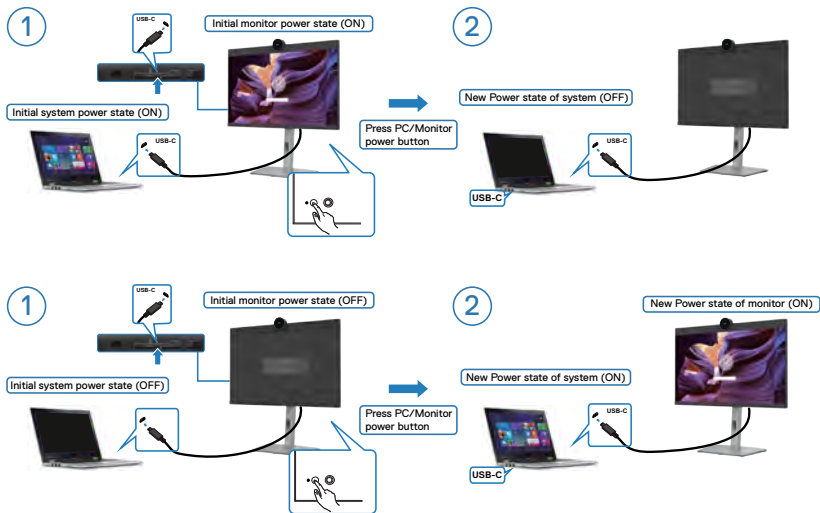 1
USB-C
Initial monitor power state (ON)
Initial system power state (ON)
USB-C
Press PC/Monitor
power button
2
New Power state of system (OFF)
USB-C
USB-C
1
USB-C
Initial monitor power state (OFF)
Initial system power state (OFF)
Press PC/Monitor
power button
2
New Power state of monitor (ON)
New Power state of system (ON)
USB-C
USB-C